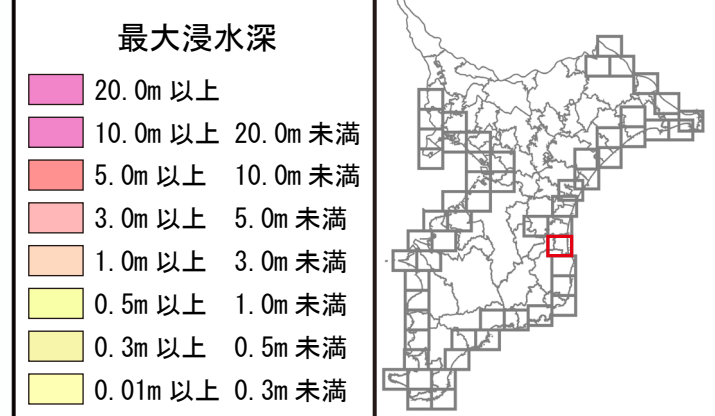 最大浸水深
20.0m 以上
10.0m 以上 20.0m 未満
5.0m 以上 10.0m 未満
3.0m 以上 5.0m 未満
1.0m 以上 3.0m 未満
0.5m 以上 1.0m 未満
0.3m 以上 0.5m 未満
0.01m 以上 0.3m 未満